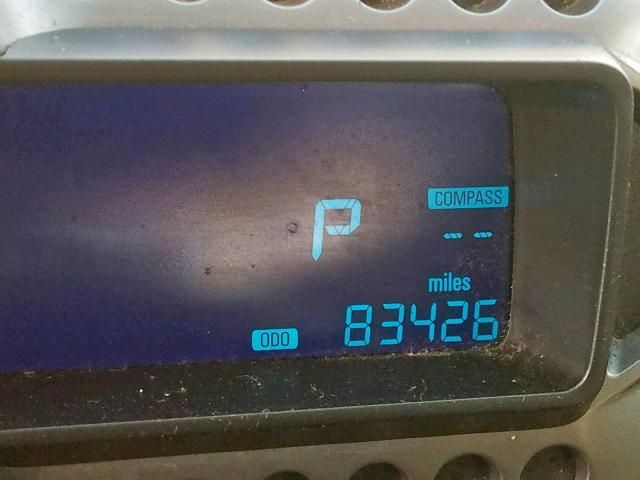 P
COMPASS
--
miles
ODO 83426